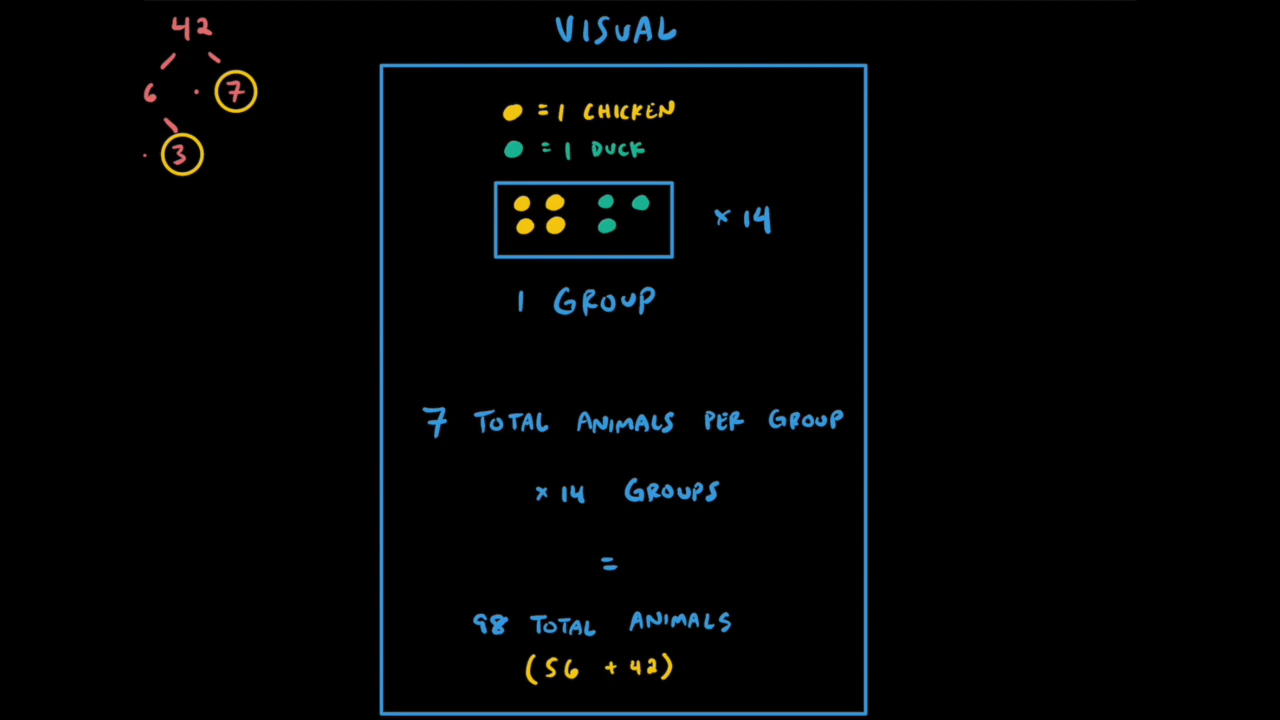 42
6 · 7
· 3
VISUAL
= 1 CHICKEN
= 1 DUCK
× 14
1 GROUP
7 TOTAL ANIMALS PER GROUP
× 14 GROUPS
=
98 TOTAL ANIMALS
(56 + 42)